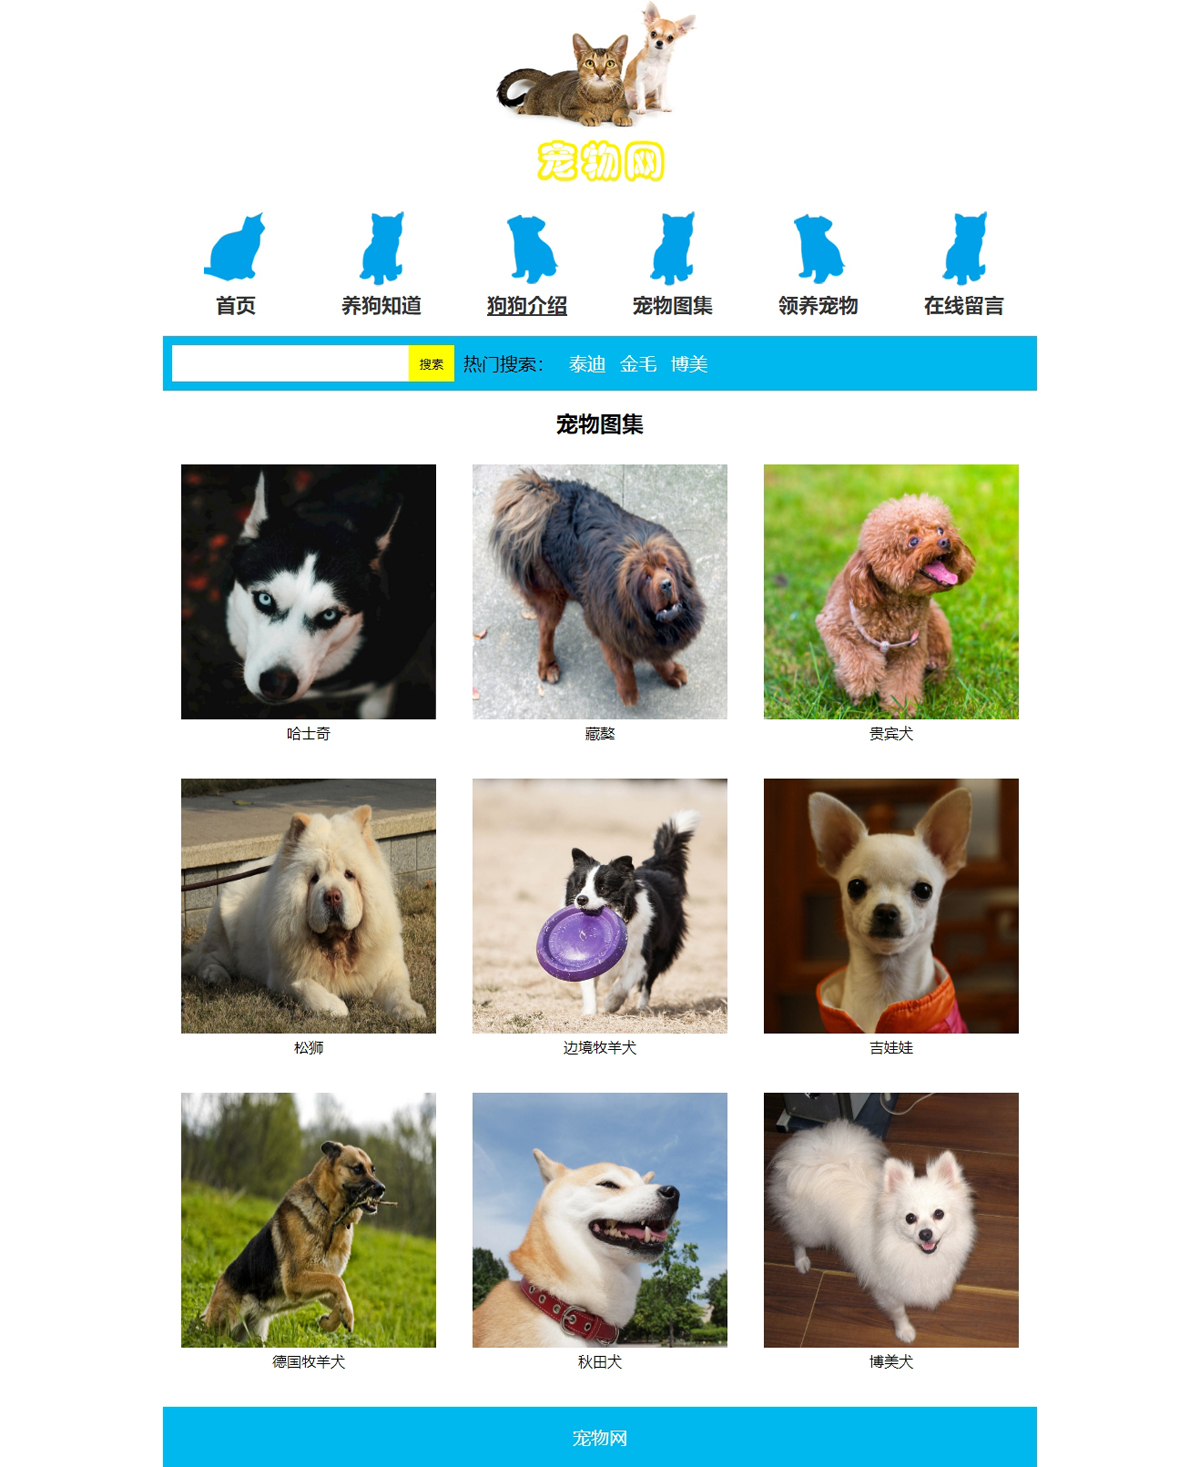 宠物网
首页 养狗知道 狗狗介绍 宠物图集 领养宠物 在线留言
搜索 热门搜索： 泰迪 金毛 博美
宠物图集
哈士奇 藏獒 贵宾犬
松狮 边境牧羊犬 吉娃娃
德国牧羊犬 秋田犬 博美犬
宠物网